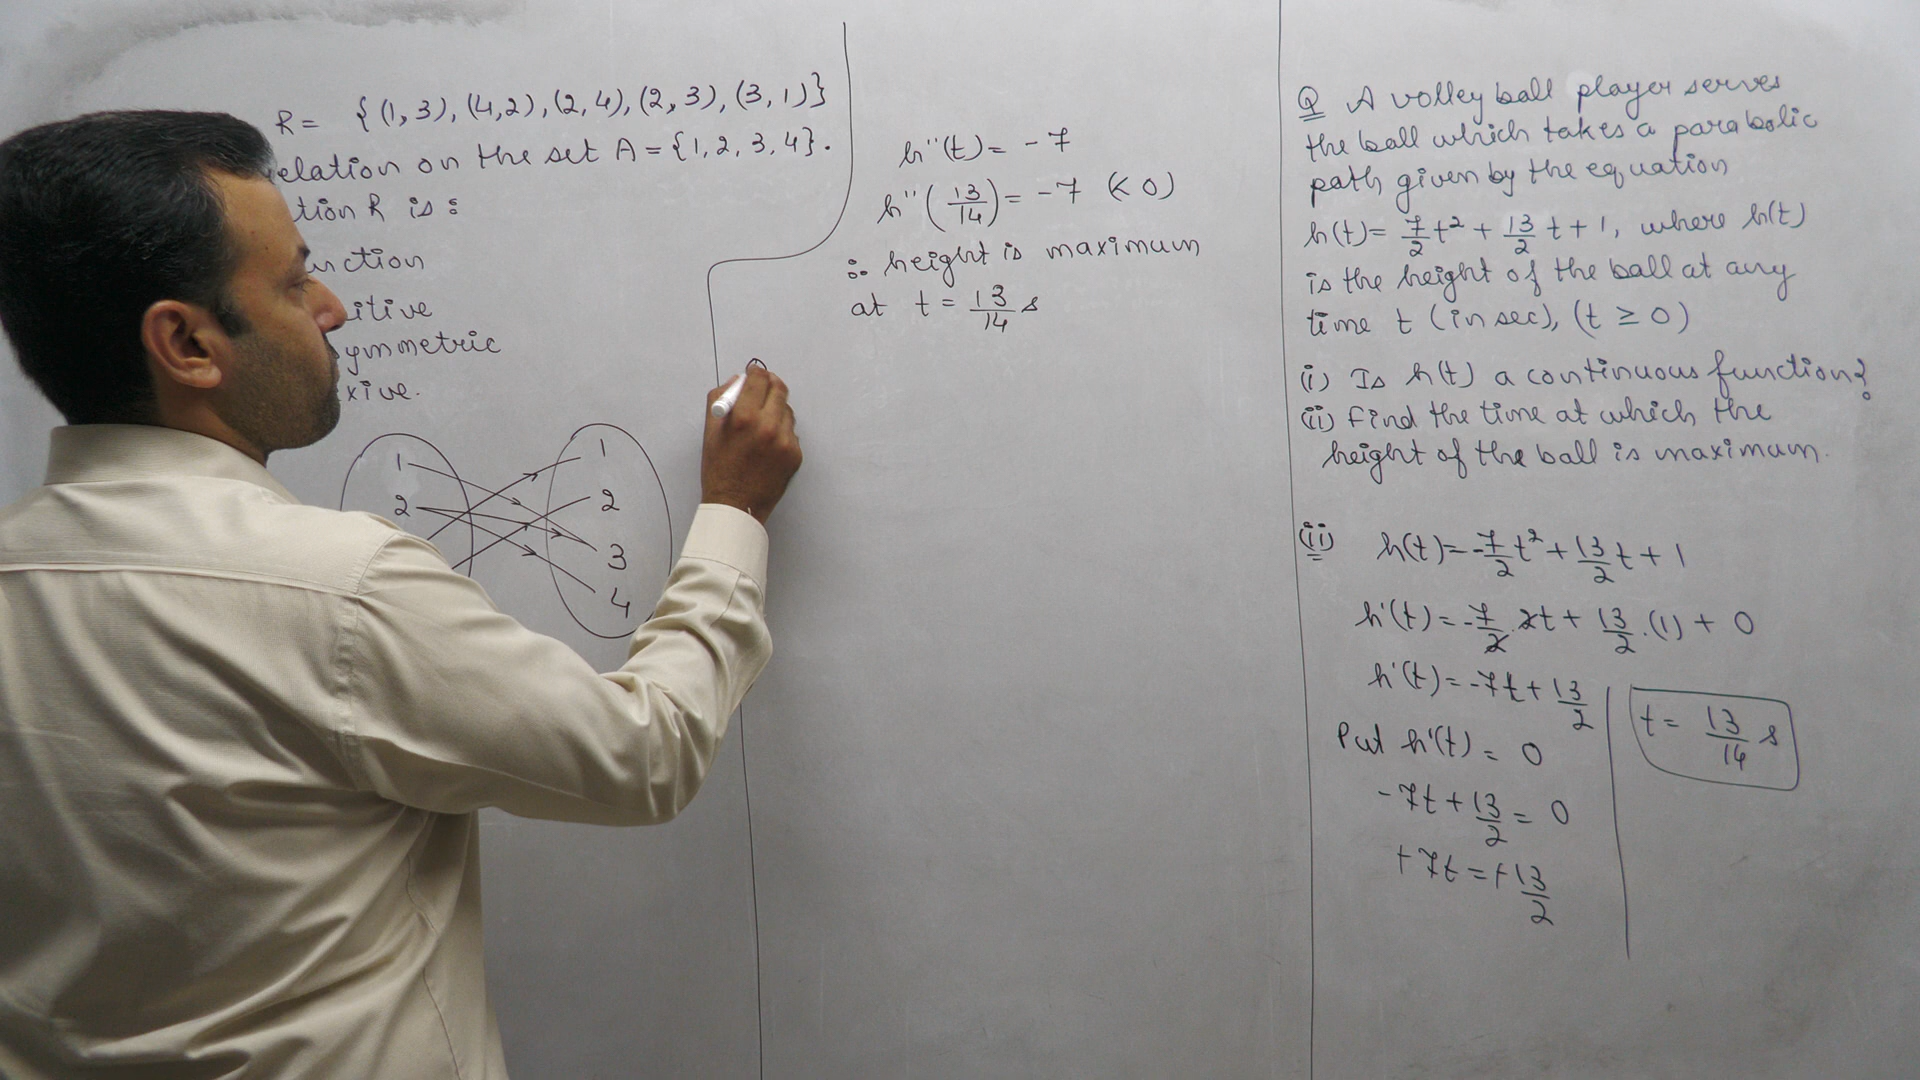 R = {(1, 3), (4,2), (2, 4), (2, 3), (3, 1)}
elation on the set A = {1, 2, 3, 4}.
tion R is :
unction
itive
ymmetric
xive.
1
2
1
2
3
4
h''(t) = - 7
h''(13/14) = - 7 (< 0)
∴ height is maximum
at t = 13/14 s
Q A volley ball player serves
the ball which takes a parabolic
path given by the equation
h(t) = 7/2 t² + 13/2 t + 1, where h(t)
is the height of the ball at any
time t (in sec), (t ≥ 0)
(i) Is h(t) a continuous function?
(ii) Find the time at which the
height of the ball is maximum.
(ii) h(t) = -7/2 t² + 13/2 t + 1
h'(t) = -7/2 . 2t + 13/2 . (1) + 0
h'(t) = -7t + 13/2
Put h'(t) = 0
- 7t + 13/2 = 0
+ 7t = + 13/2
t = 13/14 s